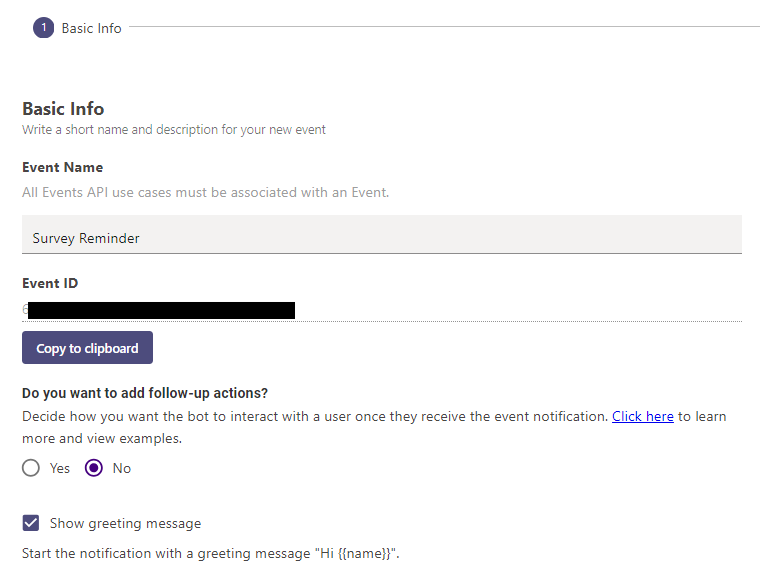 1 Basic Info
Basic Info
Write a short name and description for your new event
Event Name
All Events API use cases must be associated with an Event.
Survey Reminder
Event ID
Copy to clipboard
Do you want to add follow-up actions?
Decide how you want the bot to interact with a user once they receive the event notification. Click here to learn
more and view examples.
Yes No
Show greeting message
Start the notification with a greeting message "Hi {{name}}".